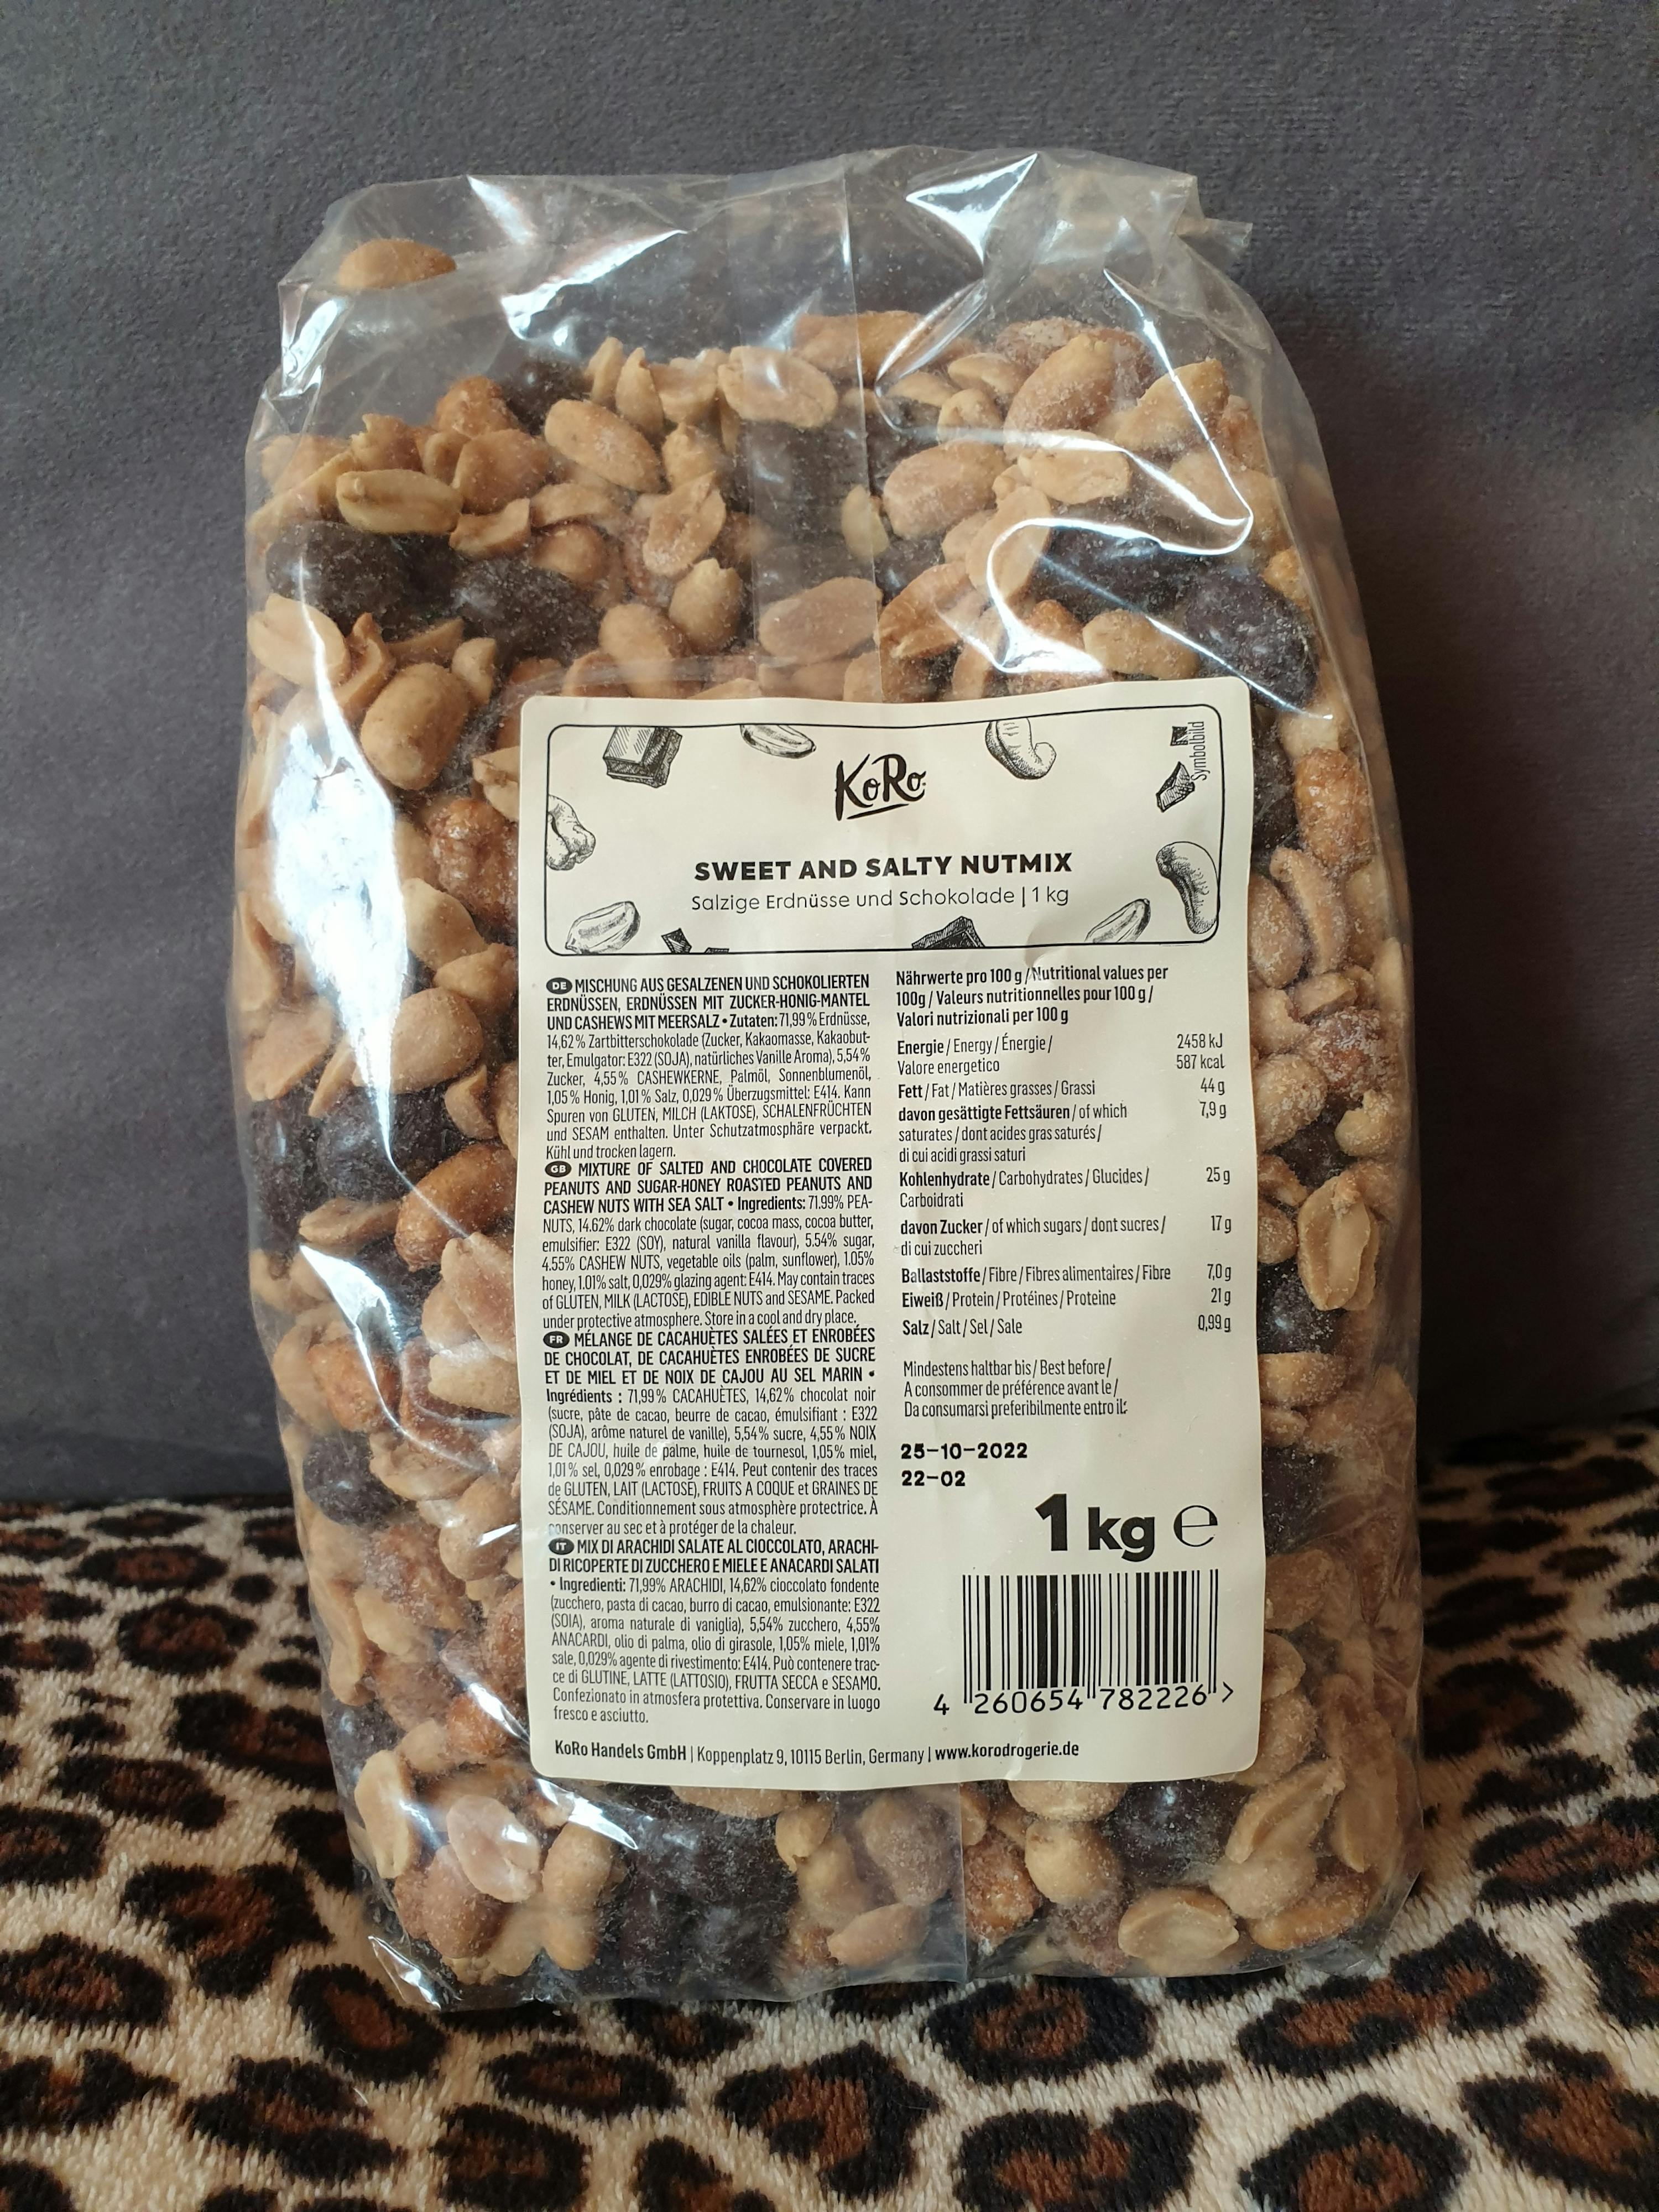 KoRo
Symbolbild
SWEET AND SALTY NUTMIX
Salzige Erdnüsse und Schokolade | 1 kg
DE MISCHUNG AUS GESALZENEN UND SCHOKOLIERTEN
ERDNÜSSEN, ERDNÜSSEN MIT ZUCKER-HONIG-MANTEL
UND CASHEWS MIT MEERSALZ • Zutaten: 71,99 % Erdnüsse,
14,62 % Zartbitterschokolade (Zucker, Kakaomasse, Kakaobut-
ter, Emulgator: E322 (SOJA), natürliches Vanille Aroma), 5,54 %
Zucker, 4,55 % CASHEWKERNE, Palmöl, Sonnenblumenöl,
1,05 % Honig, 1,01 % Salz, 0,029 % Überzugsmittel: E414. Kann
Spuren von GLUTEN, MILCH (LAKTOSE), SCHALENFRÜCHTEN
und SESAM enthalten. Unter Schutzatmosphäre verpackt.
Kühl und trocken lagern.
GB MIXTURE OF SALTED AND CHOCOLATE COVERED
PEANUTS AND SUGAR-HONEY ROASTED PEANUTS AND
CASHEW NUTS WITH SEA SALT • Ingredients: 71.99% PEA-
NUTS, 14.62% dark chocolate (sugar, cocoa mass, cocoa butter,
emulsifier: E322 (SOY), natural vanilla flavour), 5.54% sugar,
4.55% CASHEW NUTS, vegetable oils (palm, sunflower), 1.05%
honey, 1.01% salt, 0,029% glazing agent: E414. May contain traces
of GLUTEN, MILK (LACTOSE), EDIBLE NUTS and SESAME. Packed
under protective atmosphere. Store in a cool and dry place.
FR MÉLANGE DE CACAHUÈTES SALÉES ET ENROBÉES
DE CHOCOLAT, DE CACAHUÈTES ENROBÉES DE SUCRE
ET DE MIEL ET DE NOIX DE CAJOU AU SEL MARIN •
Ingrédients : 71,99% CACAHUÈTES, 14,62% chocolat noir
(sucre, pâte de cacao, beurre de cacao, émulsifiant : E322
(SOJA), arôme naturel de vanille), 5,54% sucre, 4,55% NOIX
DE CAJOU, huile de palme, huile de tournesol, 1,05% miel,
1,01% sel, 0,029% enrobage : E414. Peut contenir des traces
de GLUTEN, LAIT (LACTOSE), FRUITS A COQUE et GRAINES DE
SÉSAME. Conditionnement sous atmosphère protectrice. À
conserver au sec et à protéger de la chaleur.
IT MIX DI ARACHIDI SALATE AL CIOCCOLATO, ARACHI-
DI RICOPERTE DI ZUCCHERO E MIELE E ANACARDI SALATI
• Ingredienti: 71,99% ARACHIDI, 14,62% cioccolato fondente
(zucchero, pasta di cacao, burro di cacao, emulsionante: E322
(SOIA), aroma naturale di vaniglia), 5,54% zucchero, 4,55%
ANACARDI, olio di palma, olio di girasole, 1,05% miele, 1,01%
sale, 0,029% agente di rivestimento: E414. Può contenere trac-
ce di GLUTINE, LATTE (LATTOSIO), FRUTTA SECCA e SESAMO.
Confezionato in atmosfera protettiva. Conservare in luogo
fresco e asciutto.
Nährwerte pro 100 g / Nutritional values per
100g / Valeurs nutritionnelles pour 100 g /
Valori nutrizionali per 100 g
Energie / Energy / Énergie / 2458 kJ
Valore energetico 587 kcal
Fett / Fat / Matières grasses / Grassi 44 g
davon gesättigte Fettsäuren / of which 7,9 g
saturates / dont acides gras saturés /
di cui acidi grassi saturi
Kohlenhydrate / Carbohydrates / Glucides / 25 g
Carboidrati
davon Zucker / of which sugars / dont sucres / 17 g
di cui zuccheri
Ballaststoffe / Fibre / Fibres alimentaires / Fibre 7,0 g
Eiweiß / Protein / Protéines / Proteine 21 g
Salz / Salt / Sel / Sale 0,99 g
Mindestens haltbar bis / Best before /
A consommer de préférence avant le /
Da consumarsi preferibilmente entro il:
25-10-2022
22-02
1 kg ℮
4 260654 782226 >
KoRo Handels GmbH | Koppenplatz 9, 10115 Berlin, Germany | www.korodrogerie.de